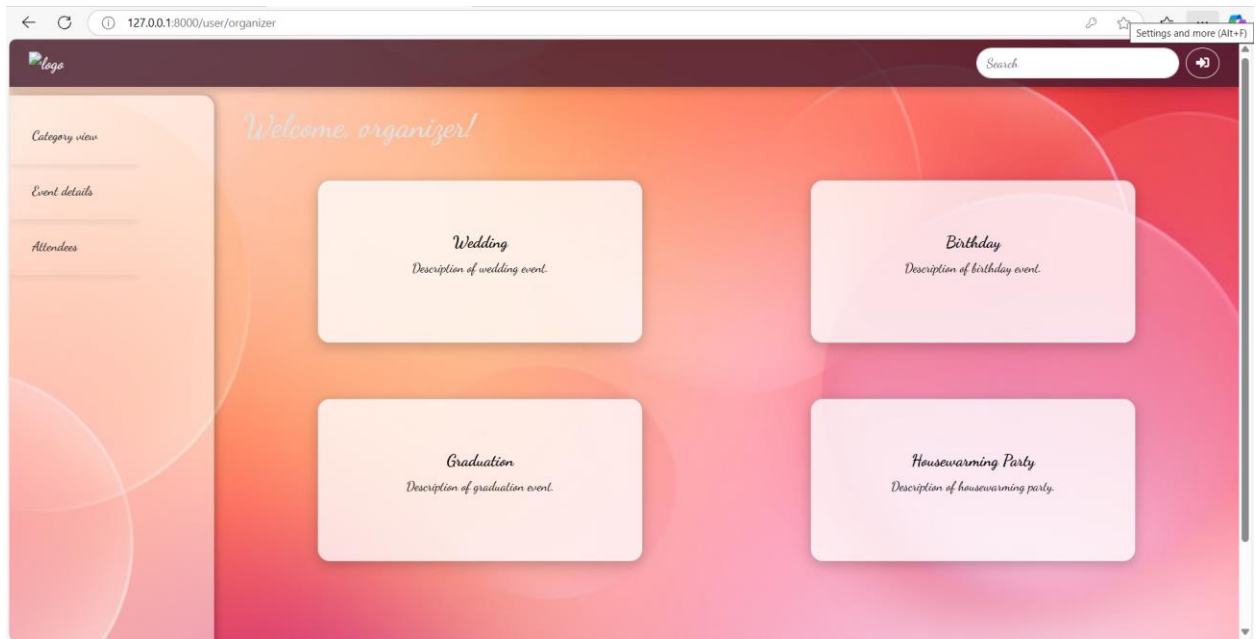 127.0.0.1:8000/user/organizer
Settings and more (Alt+F)
logo
Search
Category view
Event details
Attendees
Welcome, organizer!
Wedding
Description of wedding event.
Birthday
Description of birthday event.
Graduation
Description of graduation event.
Housewarming Party
Description of housewarming party.